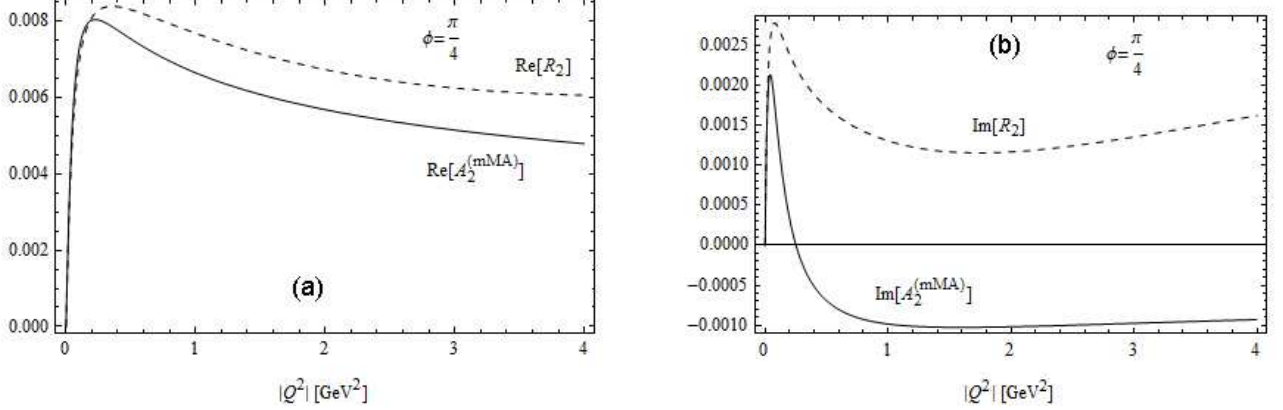 0.008
0.006
0.004
0.002
0.000
ϕ=π/4
Re[R₂]
Re[A₂^(mMA)]
(a)
0 1 2 3 4
|Q²| [GeV²]
0.0025
0.0020
0.0015
0.0010
0.0005
0.0000
−0.0005
−0.0010
(b)
ϕ=π/4
Im[R₂]
Im[A₂^(mMA)]
0 1 2 3 4
|Q²| [GeV²]